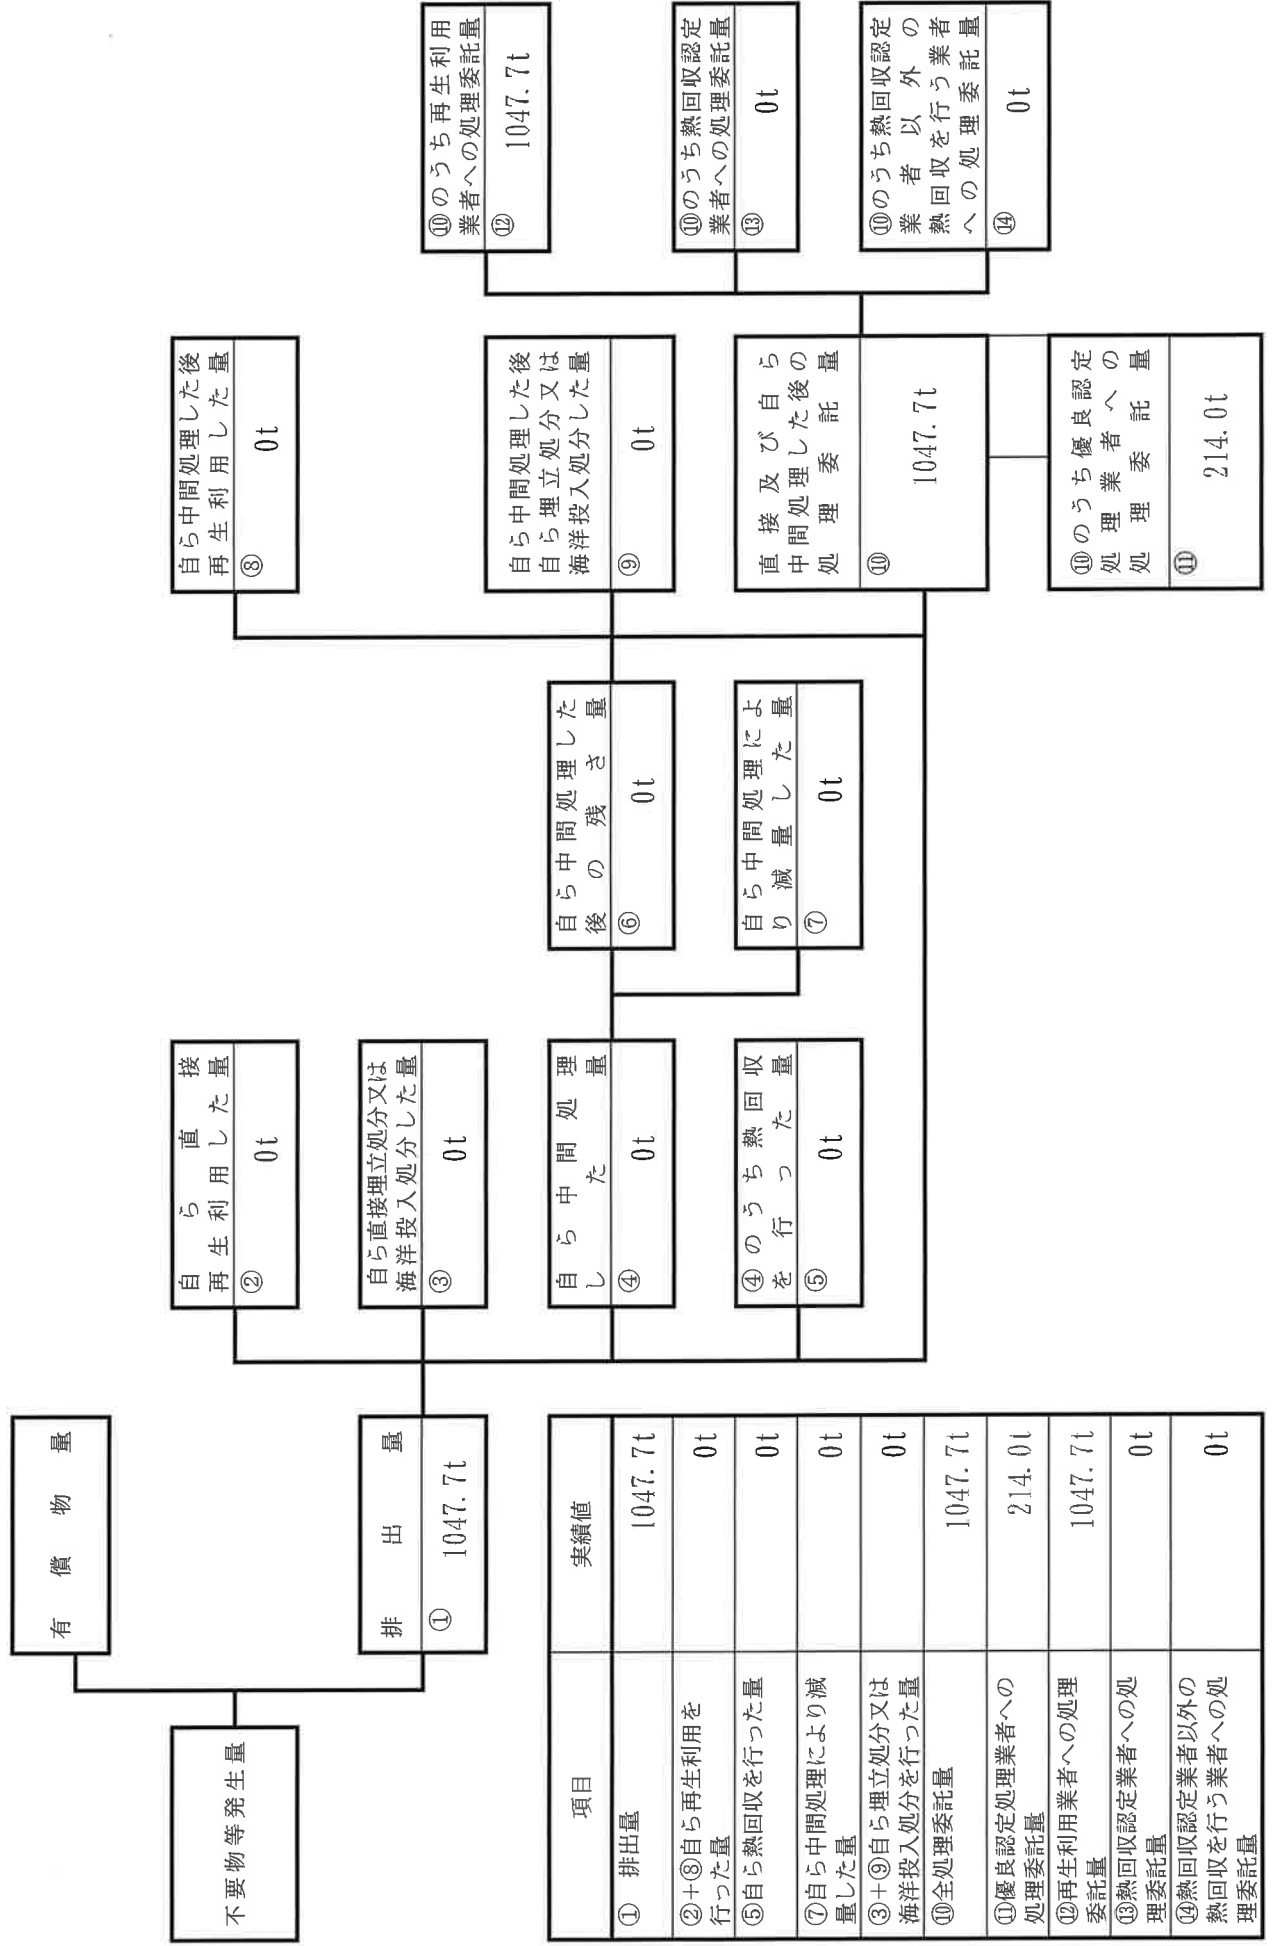 不要物等発生量
有償物量
排出量
① 1047.7t
自ら直接
再生利用した量
② 0t
自ら直接埋立処分又は
海洋投入処分した量
③ 0t
自ら中間処理
した量
④ 0t
④のうち熱回収
を行った量
⑤ 0t
自ら中間処理した
後の残さ量
⑥ 0t
自ら中間処理によ
り減量した量
⑦ 0t
自ら中間処理した後
再生利用した量
⑧ 0t
自ら中間処理した後
自ら埋立処分又は
海洋投入処分した量
⑨ 0t
直接及び自ら
中間処理した後の
処理委託量
⑩ 1047.7t
⑩のうち優良認定
処理業者への
処理委託量
⑪ 214.0t
⑩のうち再生利用
業者への処理委託量
⑫ 1047.7t
⑩のうち熱回収認定
業者への処理委託量
⑬ 0t
⑩のうち熱回収認定
業者以外の
熱回収を行う業者
への処理委託量
⑭ 0t
項目 実績値
① 排出量 1047.7t
②+⑧自ら再生利用を
行った量 0t
⑤自ら熱回収を行った量 0t
⑦自ら中間処理により減
量した量 0t
③+⑨自ら埋立処分又は
海洋投入処分を行った量 0t
⑩全処理委託量 1047.7t
⑪優良認定処理業者への
処理委託量 214.0t
⑫再生利用業者への処理
委託量 1047.7t
⑬熱回収認定業者への処
理委託量 0t
⑭熱回収認定業者以外の
熱回収を行う業者への処
理委託量 0t